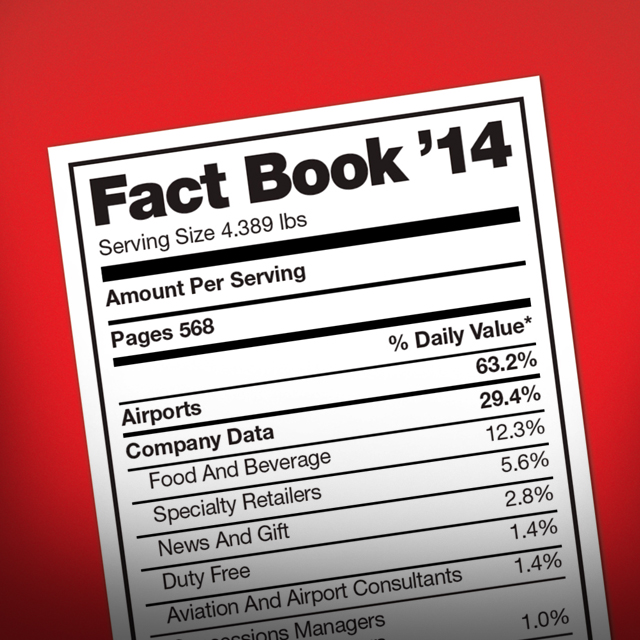 Fact Book ’14
Serving Size 4.389 lbs
Amount Per Serving
Pages 568
% Daily Value*
Airports 63.2%
Company Data 29.4%
Food And Beverage 12.3%
Specialty Retailers 5.6%
News And Gift 2.8%
Duty Free 1.4%
Aviation And Airport Consultants 1.4%
Managers
1.0%